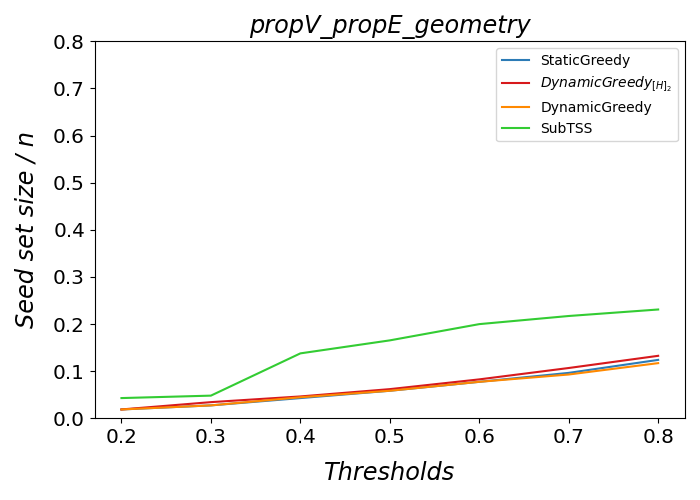 propV_propE_geometry
0.8
0.7
0.6
0.5
0.4
0.3
0.2
0.1
0.0
Seed set size / n
StaticGreedy
DynamicGreedy[H]2
DynamicGreedy
SubTSS
0.2 0.3 0.4 0.5 0.6 0.7 0.8
Thresholds